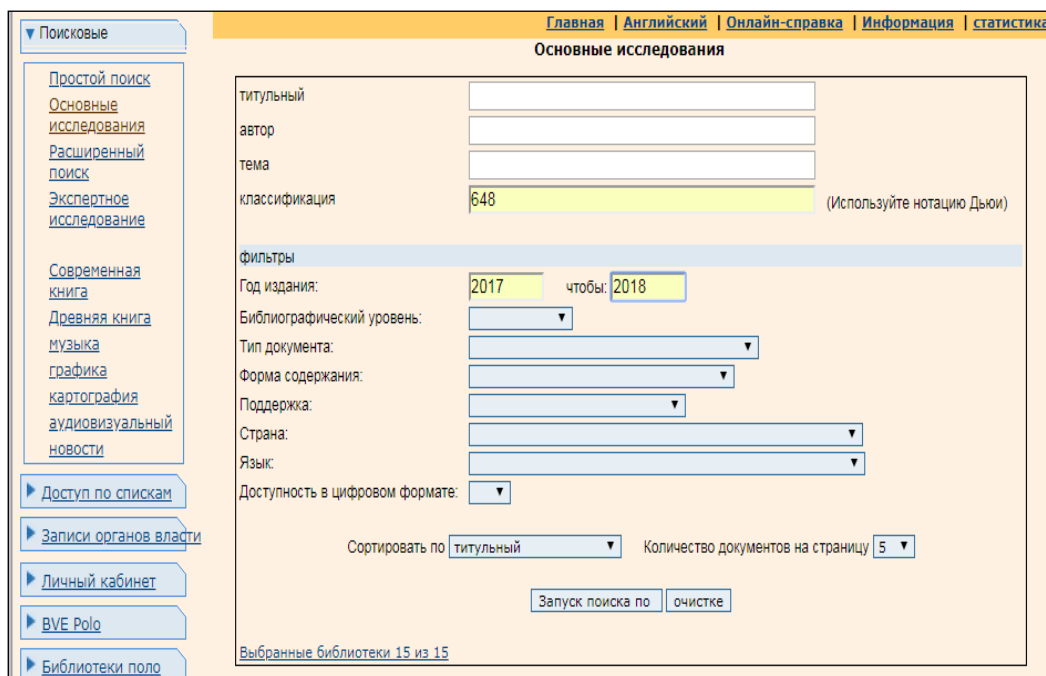 Поисковые
Простой поиск
Основные
исследования
Расширенный
поиск
Экспертное
исследование
Современная
книга
Древняя книга
музыка
графика
картография
аудиовизуальный
новости
Доступ по спискам
Записи органов власти
Личный кабинет
BVE Polo
Библиотеки поло
Главная | Английский | Онлайн-справка | Информация | статистика
Основные исследования
титульный
автор
тема
классификация 648 (Используйте нотацию Дьюи)
фильтры
Год издания: 2017 чтобы: 2018
Библиографический уровень:
Тип документа:
Форма содержания:
Поддержка:
Страна:
Язык:
Доступность в цифровом формате:
Сортировать по титульный Количество документов на страницу 5
Запуск поиска по очистке
Выбранные библиотеки 15 из 15